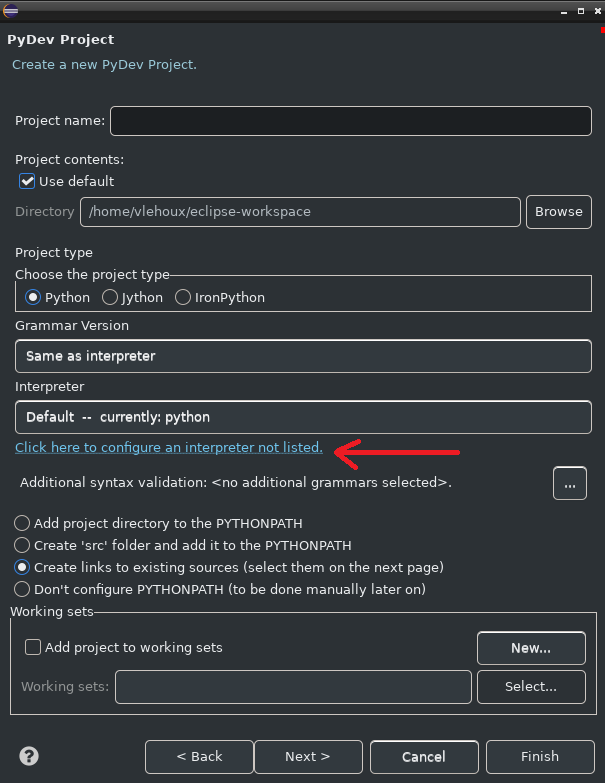 PyDev Project
Create a new PyDev Project.
Project name:
Project contents:
Use default
Directory /home/vlehoux/eclipse-workspace Browse
Project type
Choose the project type
Python Jython IronPython
Grammar Version
Same as interpreter
Interpreter
Default -- currently: python
Click here to configure an interpreter not listed.
Additional syntax validation: <no additional grammars selected>. ...
Add project directory to the PYTHONPATH
Create 'src' folder and add it to the PYTHONPATH
Create links to existing sources (select them on the next page)
Don't configure PYTHONPATH (to be done manually later on)
Working sets
Add project to working sets New...
Working sets: Select...
? < Back Next > Cancel Finish